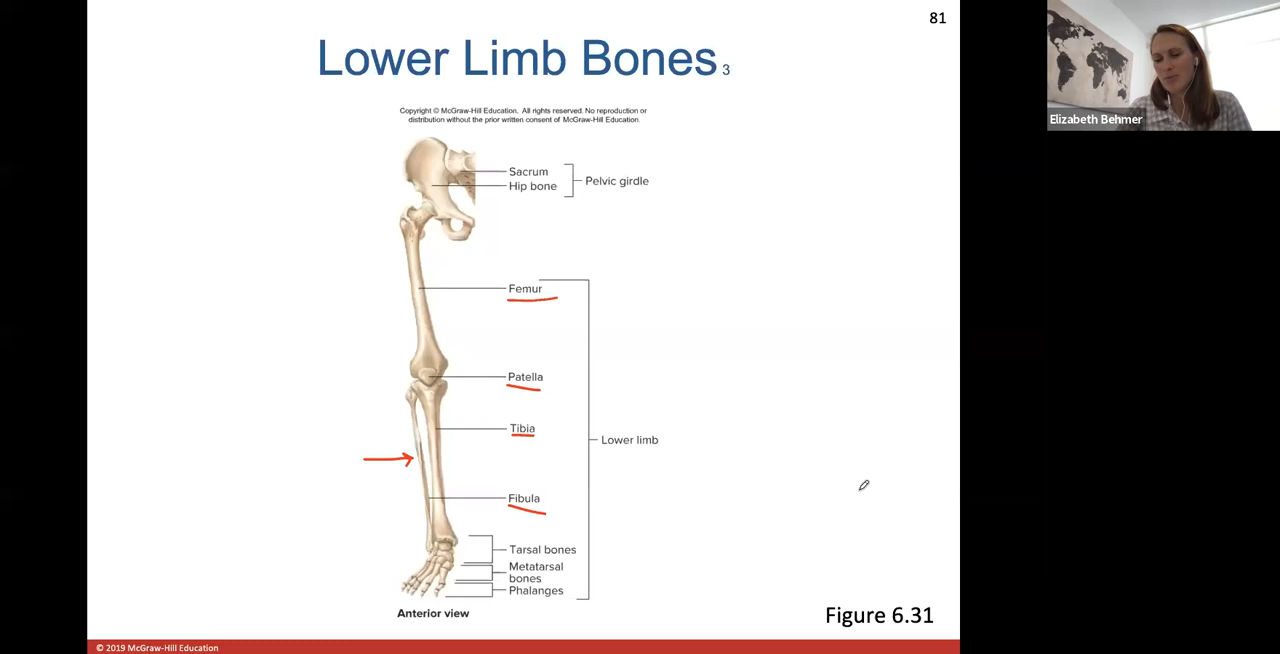 81
Lower Limb Bones 3
Copyright © McGraw-Hill Education. All rights reserved. No reproduction or
distribution without the prior written consent of McGraw-Hill Education.
Elizabeth Behmer
Sacrum
Hip bone
Pelvic girdle
Femur
Patella
Tibia
Lower limb
Fibula
Tarsal bones
Metatarsal
bones
Phalanges
Anterior view
Figure 6.31
© 2019 McGraw-Hill Education